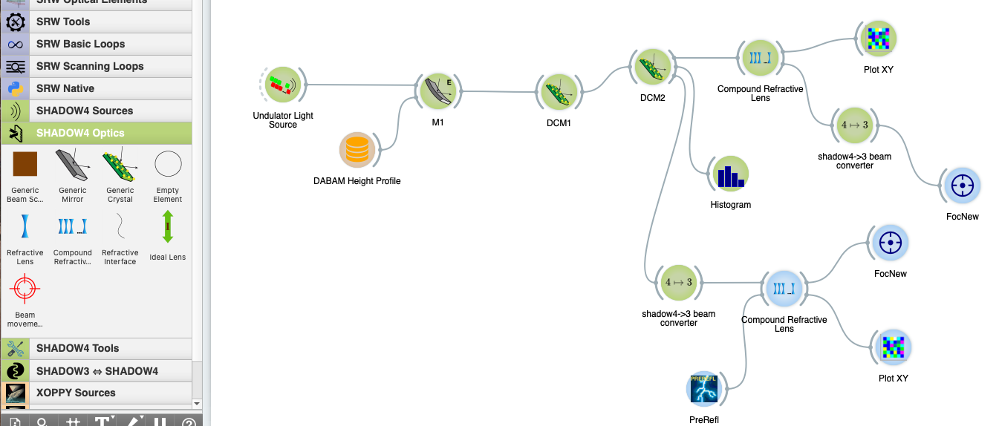 SRW Optical Elements
SRW Tools
SRW Basic Loops
SRW Scanning Loops
SRW Native
SHADOW4 Sources
SHADOW4 Optics
Generic
Beam Sc...
Generic
Mirror
Generic
Crystal
Empty
Element
Refractive
Lens
Compound
Refractiv...
Refractive
Interface
I
Ideal Lens
Beam
moveme...
SHADOW4 Tools
SHADOW3 ⇔ SHADOW4
XOPPY Sources
Undulator Light
Source
DABAM Height Profile
E
M1
DCM1
DCM2
Compound Refractive
Lens
Plot XY
4 ↦ 3
shadow4->3 beam
converter
FocNew
Histogram
4 ↦ 3
shadow4->3 beam
converter
Compound Refractive
Lens
FocNew
Plot XY
PREREFL
PreRefl